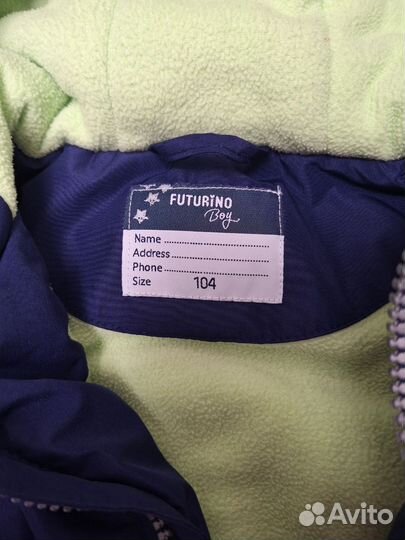 FUTURINO
Boy
Name ..............................
Address ..........................
Phone .............................
Size 104
Avito